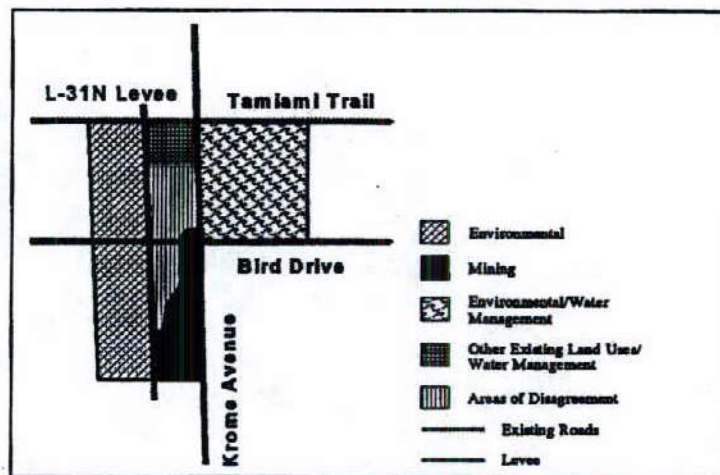 L-31N Levee
Tamiami Trail
Bird Drive
Krome Avenue
Environmental
Mining
Environmental/Water
Management
Other Existing Land Uses/
Water Management
Areas of Disagreement
Existing Roads
Levee